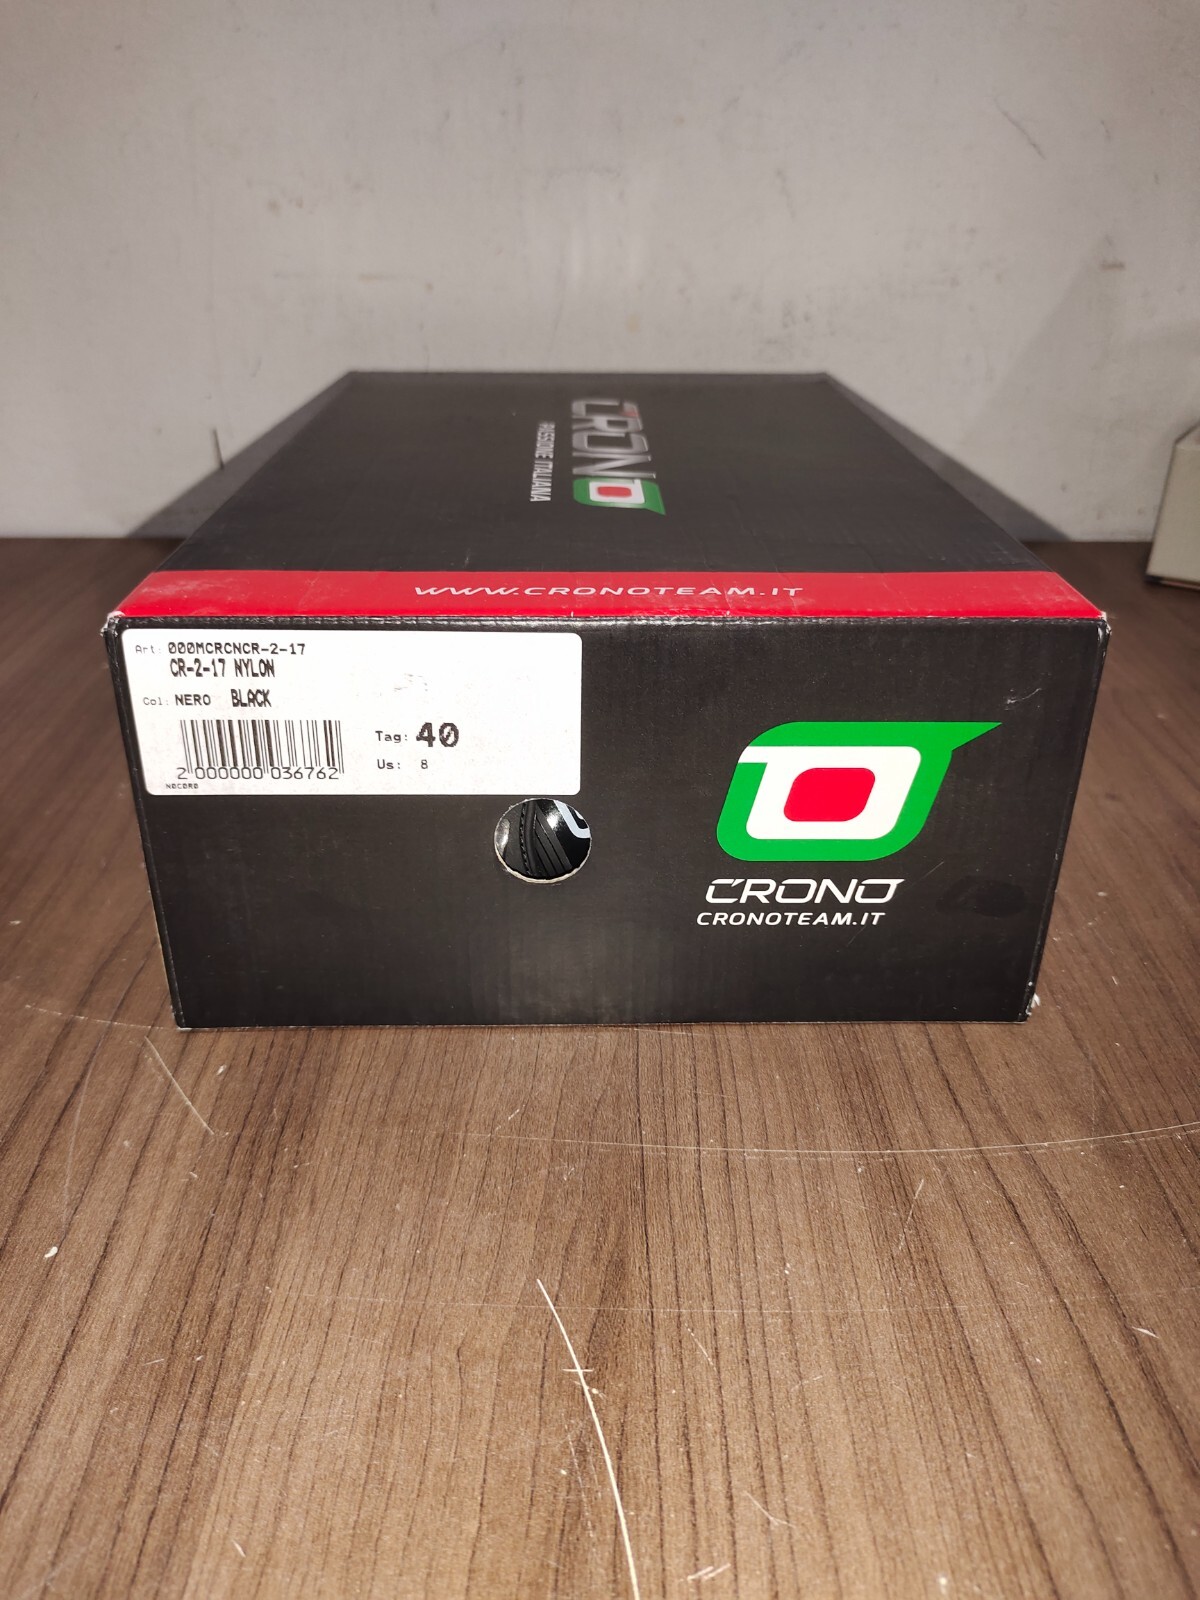 CRONO
PASSIONE ITALIANA
WWW.CRONOTEAM.IT
Art: 000MCRCNCR-2-17
CR-2-17 NYLON
Col: NERO BLACK
Tag: 40
Us: 8
2 000000 036762
NOCORO
CRONO
CRONOTEAM.IT